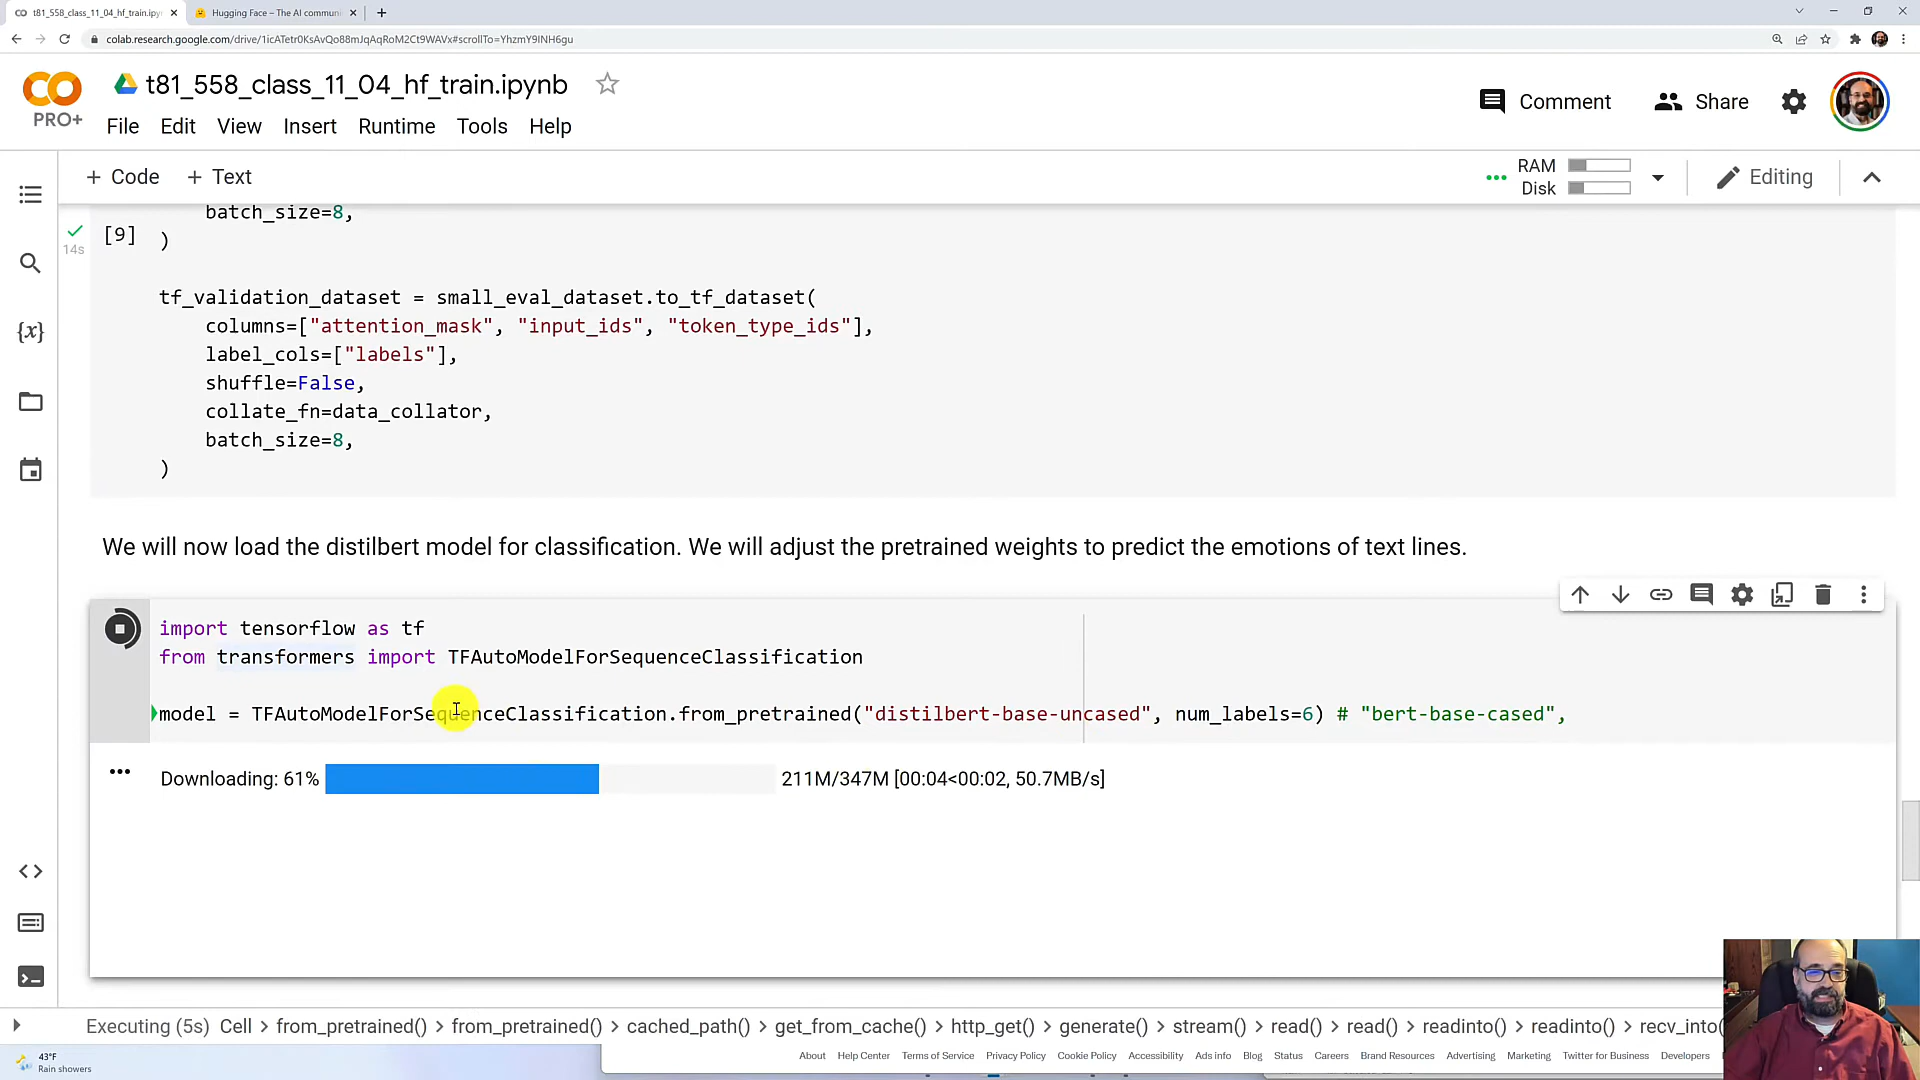 t81_558_class_11_04_hf_train.ipyn
Hugging Face – The AI commun
colab.research.google.com/drive/1icATetr0KsAvQo88mJqAqRoM2Ct9WAVx#scrollTo=YhzmY9INH6gu
CO
PRO+
t81_558_class_11_04_hf_train.ipynb
Comment
Share
File Edit View Insert Runtime Tools Help
+ Code + Text
RAM
Disk
Editing
batch_size=8,
[9] )
14s
tf_validation_dataset = small_eval_dataset.to_tf_dataset(
columns=["attention_mask", "input_ids", "token_type_ids"],
label_cols=["labels"],
shuffle=False,
collate_fn=data_collator,
batch_size=8,
)
We will now load the distilbert model for classification. We will adjust the pretrained weights to predict the emotions of text lines.
import tensorflow as tf
from transformers import TFAutoModelForSequenceClassification
model = TFAutoModelForSequenceClassification.from_pretrained("distilbert-base-uncased", num_labels=6) # "bert-base-cased",
Downloading: 61% 211M/347M [00:04<00:02, 50.7MB/s]
Executing (5s) Cell > from_pretrained() > from_pretrained() > cached_path() > get_from_cache() > http_get() > generate() > stream() > read() > read() > readinto() > readinto() > recv_into(
43°F
Rain showers
About Help Center Terms of Service Privacy Policy Cookie Policy Accessibility Ads info Blog Status Careers Brand Resources Advertising Marketing Twitter for Business Developers